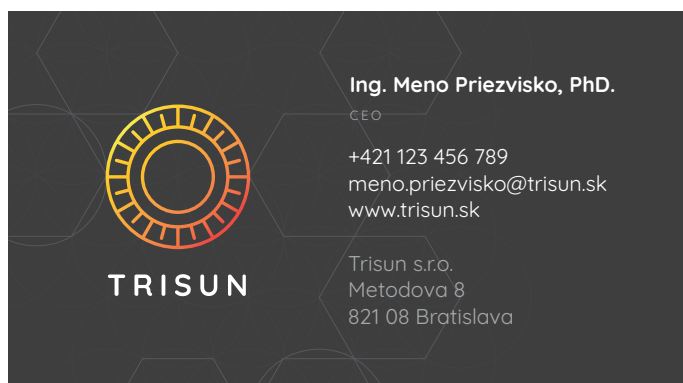 TRISUN
Ing. Meno Priezvisko, PhD.
CEO
+421 123 456 789
meno.priezvisko@trisun.sk
www.trisun.sk
Trisun s.r.o.
Metodova 8
821 08 Bratislava